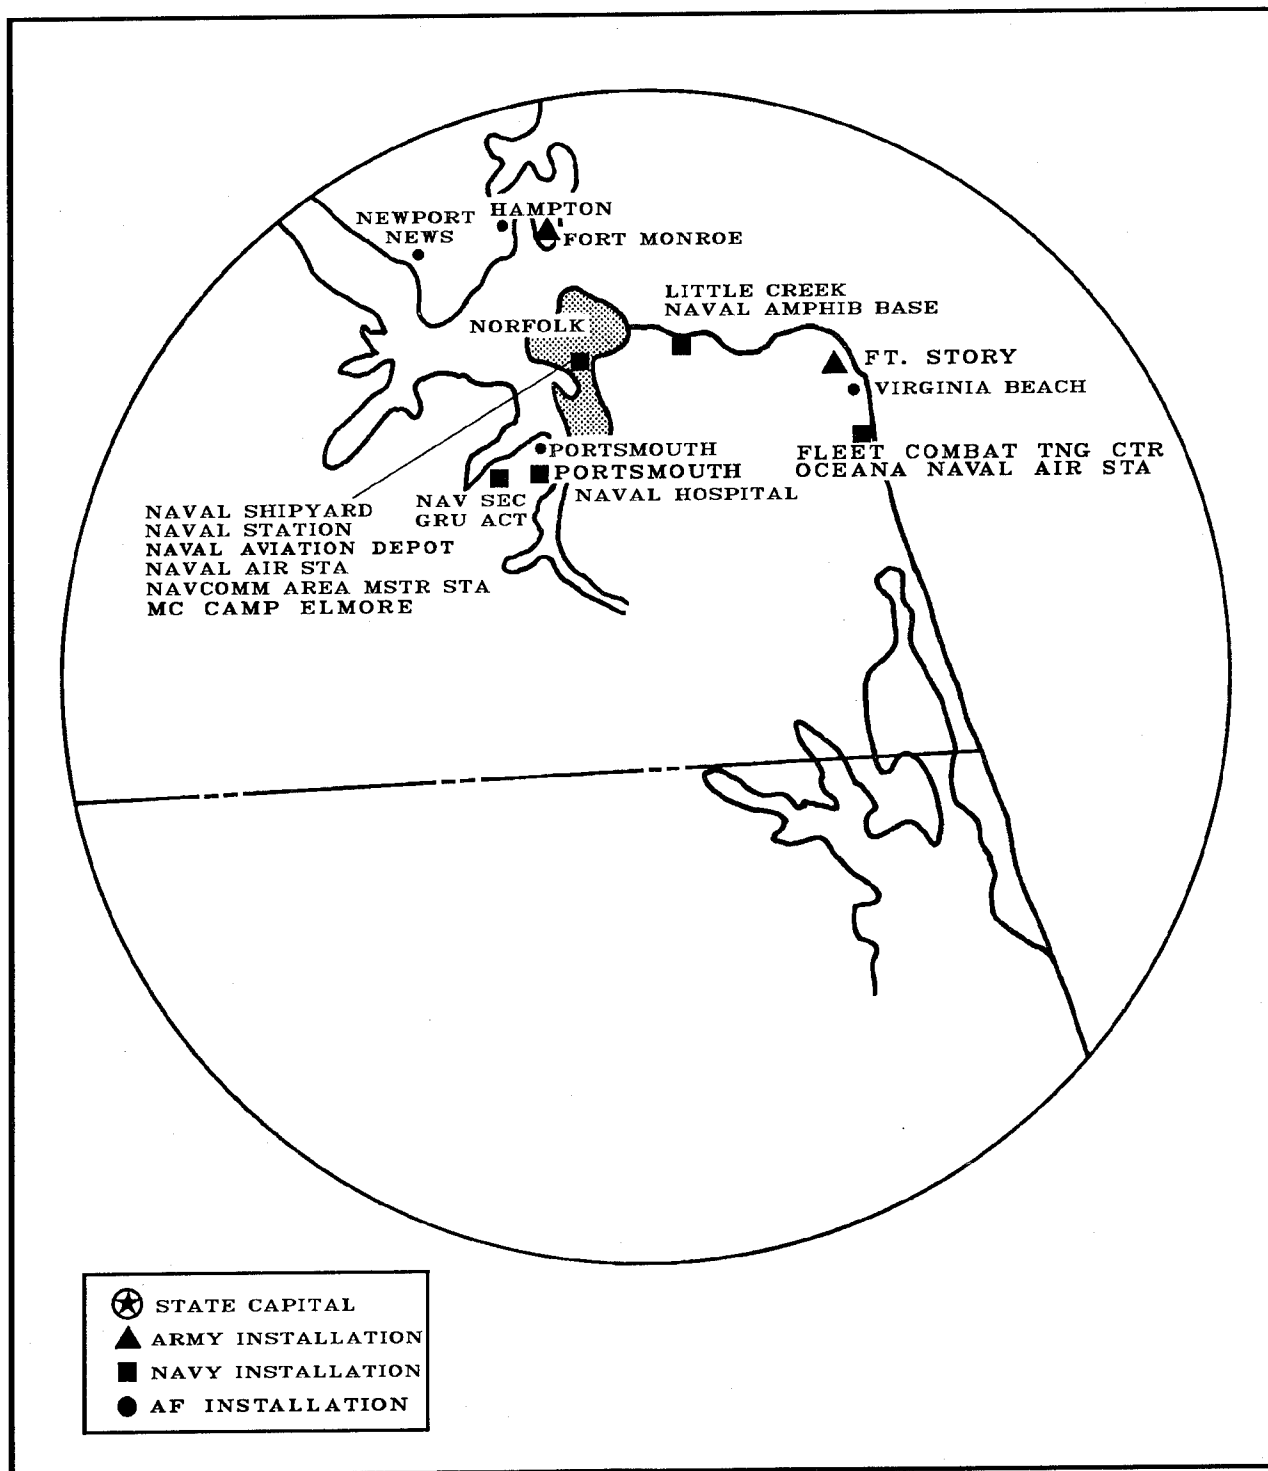 HAMPTON
NEWPORT
NEWS
FORT MONROE
LITTLE CREEK
NAVAL AMPHIB BASE
NORFOLK
FT. STORY
VIRGINIA BEACH
PORTSMOUTH
FLEET COMBAT TNG CTR
OCEANA NAVAL AIR STA
PORTSMOUTH
NAVAL HOSPITAL
NAV SEC
GRU ACT
NAVAL SHIPYARD
NAVAL STATION
NAVAL AVIATION DEPOT
NAVAL AIR STA
NAVCOMM AREA MSTR STA
MC CAMP ELMORE
STATE CAPITAL
ARMY INSTALLATION
NAVY INSTALLATION
AF INSTALLATION